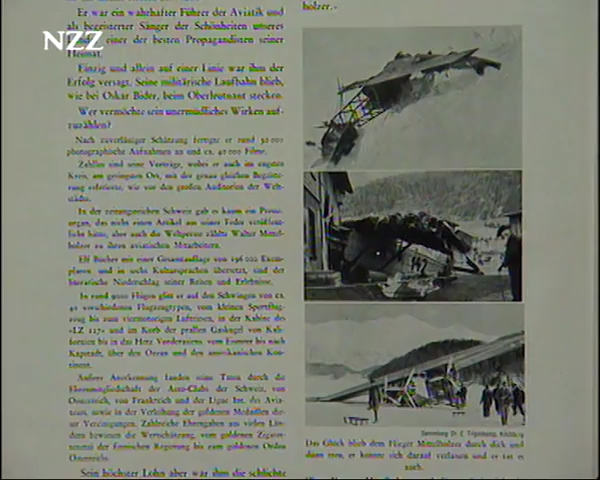 holzer.»
Er war ein wahrhafter Führer der Aviatik und
als begeisterter Sänger der Schönheiten unseres
NZZ
einer der besten Propagandisten seiner
Heimat.
Einzig und allein auf einer Linie war ihm der
Erfolg versagt. Seine militärische Laufbahn blieb,
wie bei Oskar Bider, beim Oberleutnant stecken.
Wer vermöchte sein unermüdliches Wirken auf-
zuzählen?
Nach zuverlässiger Schätzung fertigte er rund
photographische Aufnahmen an und ca. Filme.
Zahllos sind seine Vorträge, wobei er auch im engsten
Kreis, am geringsten Ort, mit der genau gleichen Begeiste-
rung referierte, wie vor den großen Auditorien der Welt-
städte.
In der zeitungsreichen Schweiz gab es kaum ein Presse-
organ, das nicht einen Artikel aus seiner Feder veröffent-
licht hätte, aber auch die Weltpresse zählte Walter Mittel-
holzer zu ihren aviatischen Mitarbeitern.
Elf Bücher mit einer Gesamtauflage von 196 000 Exem-
plaren und in sechs Kultursprachen übersetzt, sind der
literarische Niederschlag seiner Reisen und Erlebnisse.
In rund 9000 Flügen glitt er auf den Schwingen von ca.
verschiedenen Flugzeugtypen, vom kleinen Sportflug-
zeug bis zum viermotorigen Luftriesen, in der Kabine des
«LZ 127» und im Korb der prallen Gaskugel von Kali-
fornien bis in das Herz Vorderasiens, vom Eismeer bis nach
Kapstadt, über den Ozean und den amerikanischen Kon-
tinent.
Äußere Anerkennung fanden seine Taten durch die
Ehrenmitgliedschaft der Aero-Clubs der Schweiz, von
Oesterreich, von Frankreich und der Ligue Int. des Avia-
teurs, sowie in der Verleihung der goldenen Medaillen die-
ser Vereinigungen. Zahlreiche Ehrengaben aus vielen Län-
dern beweisen die Wertschätzung, vom goldenen Zigaret-
tenetui der Regierung bis zum goldenen Orden
Oesterreichs.
Sein höchster Lohn aber war ihm die schlichte
Sammlung Dr. E. Tilgenkamp, Kilchberg
Das Glück blieb dem Flieger Mittelholzer durch dick und
dünn treu, er konnte sich darauf verlassen und er tat es
auch.